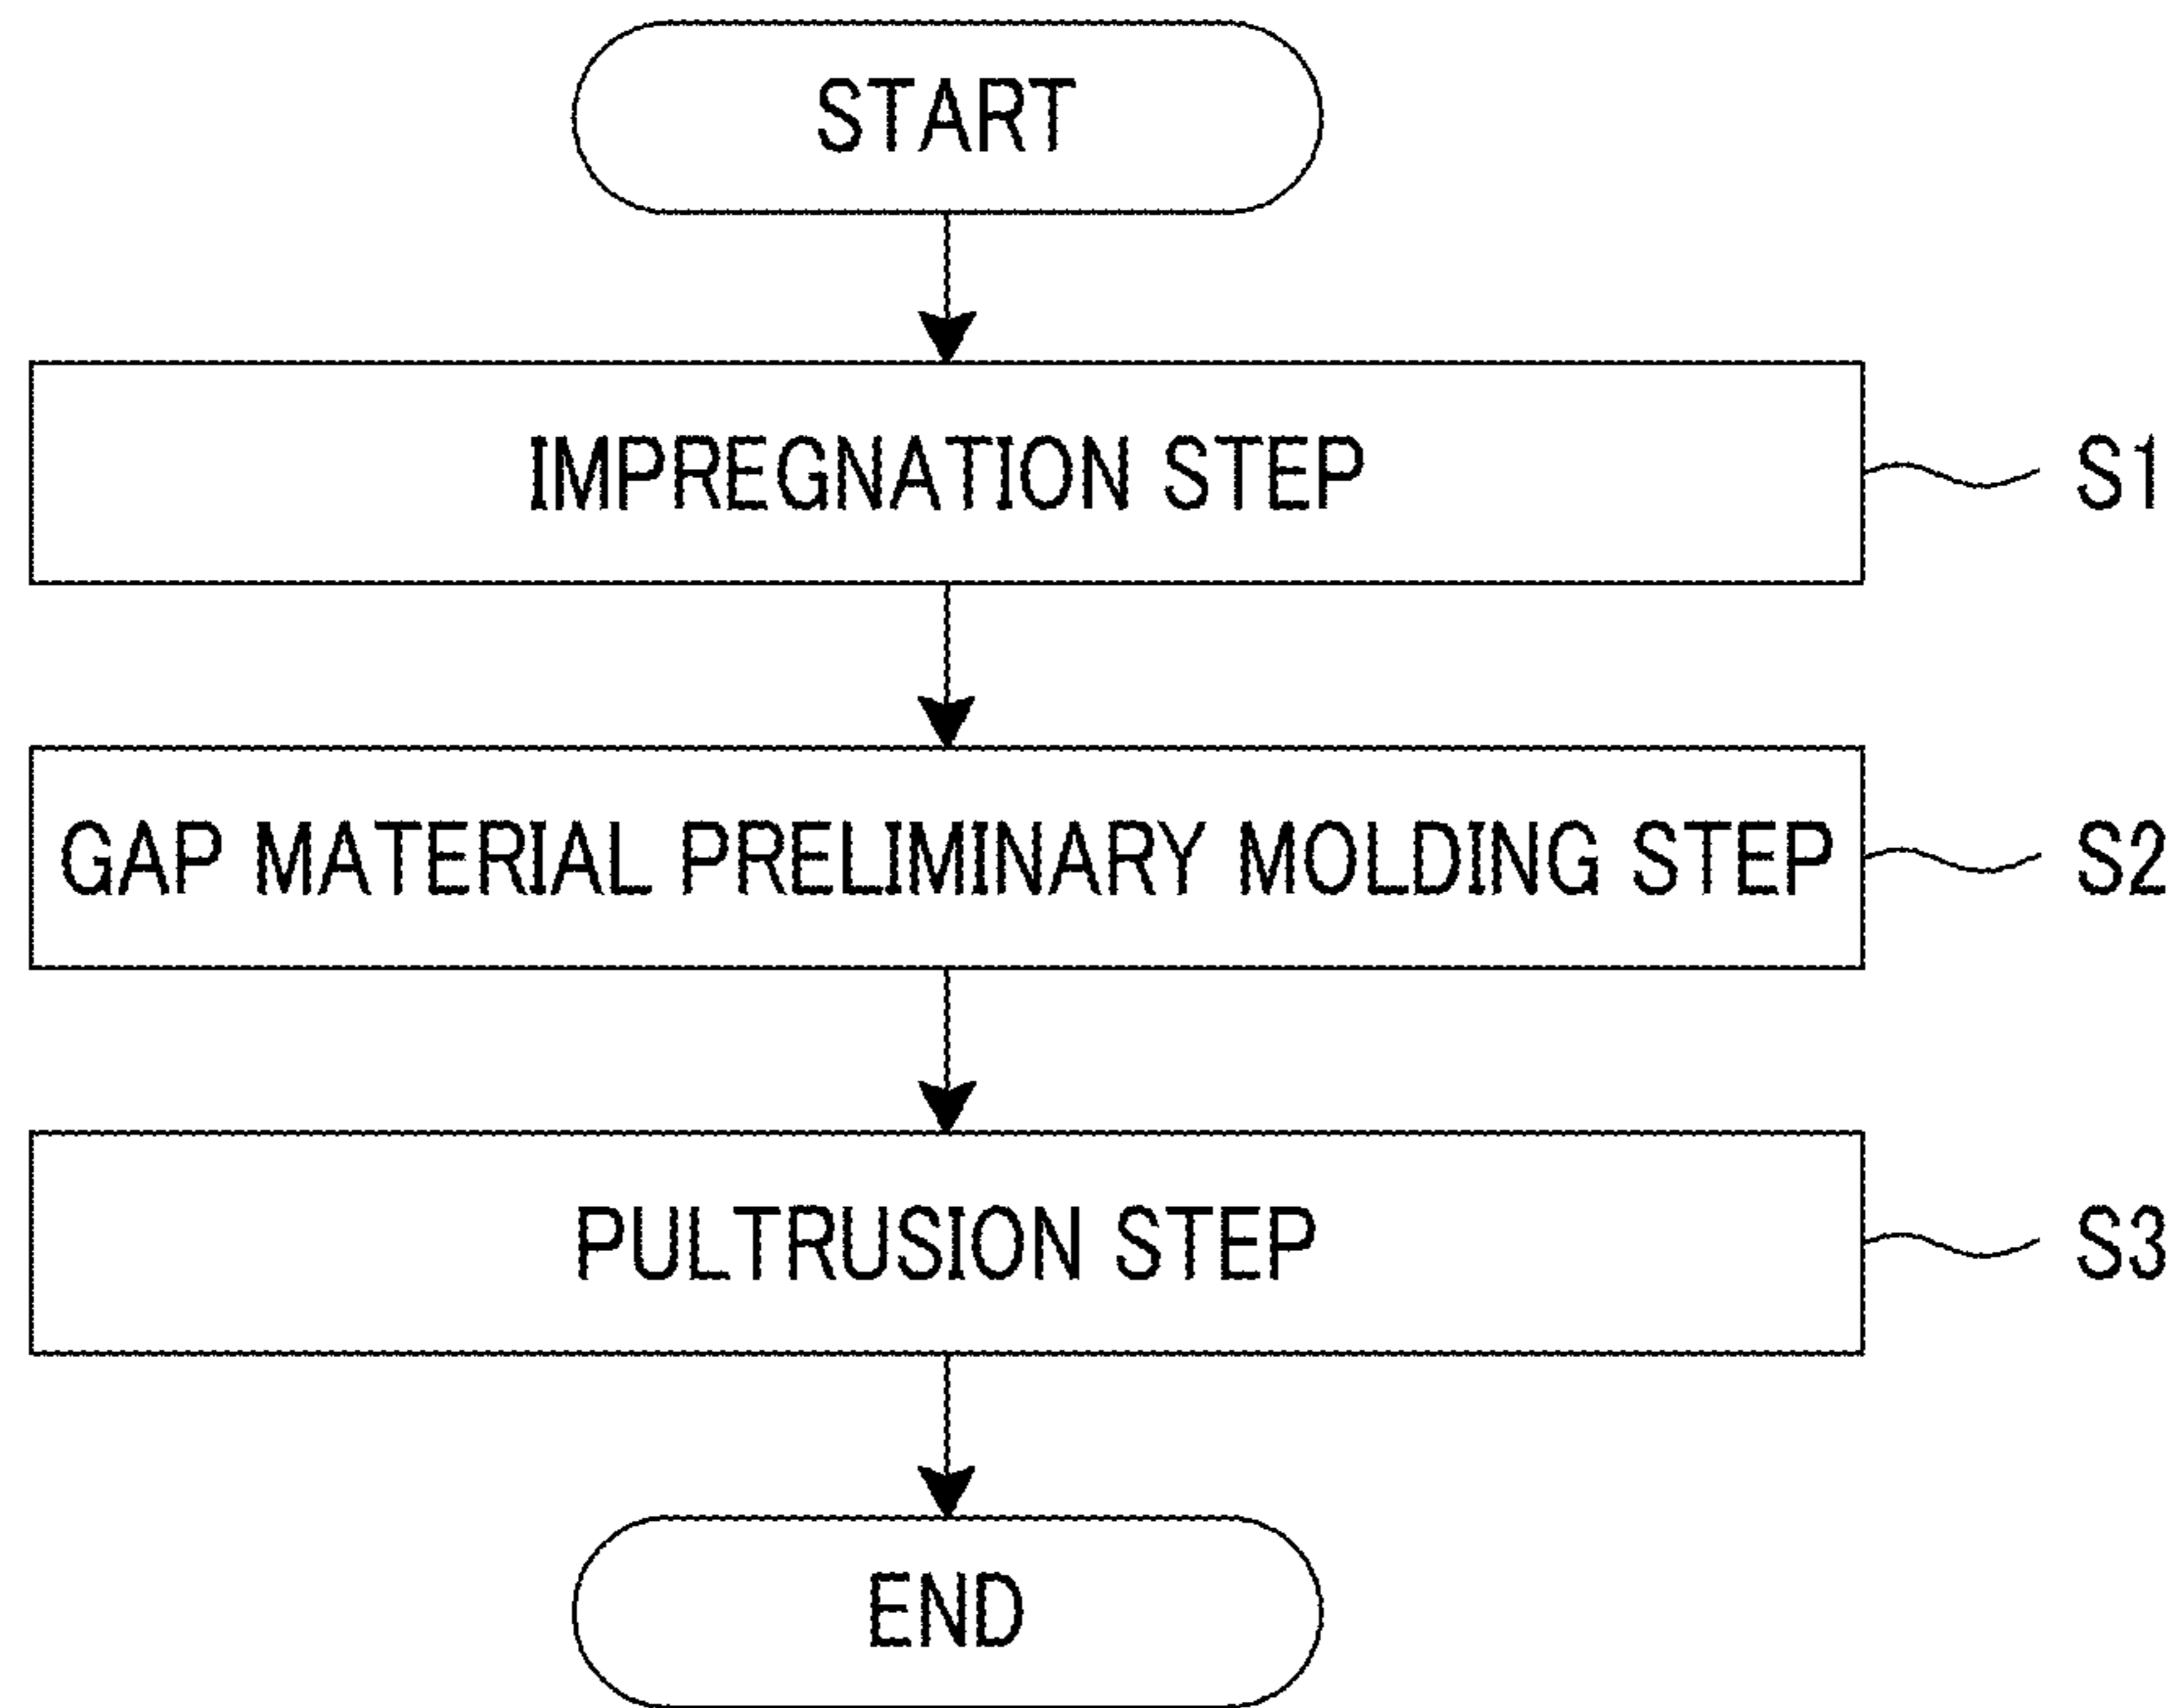 START
IMPREGNATION STEP
S1
GAP MATERIAL PRELIMINARY MOLDING STEP
S2
PULTRUSION STEP
S3
END